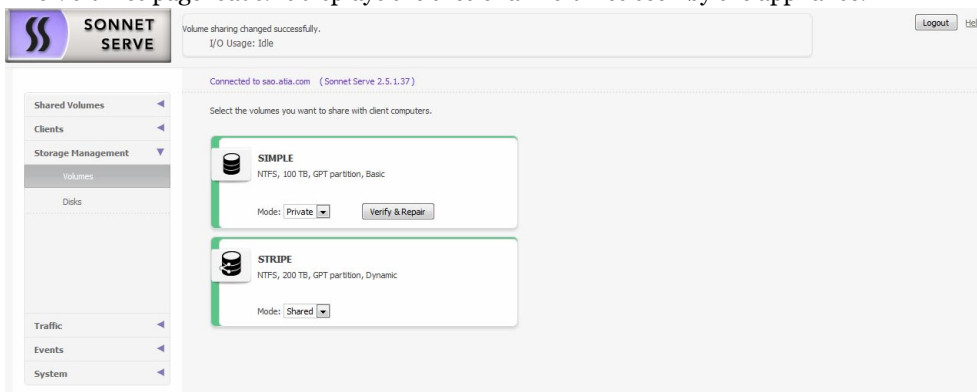 SONNET
SERVE
Volume sharing changed successfully.
I/O Usage: Idle
Logout
Connected to sao.atia.com (Sonnet Serve 2.5.1.37)
Shared Volumes
Clients
Storage Management
Volumes
Disks
Traffic
Events
System
Select the volumes you want to share with client computers.
SIMPLE
NTFS, 100 TB, GPT partition, Basic
Mode: Private
Verify & Repair
STRIPE
NTFS, 200 TB, GPT partition, Dynamic
Mode: Shared